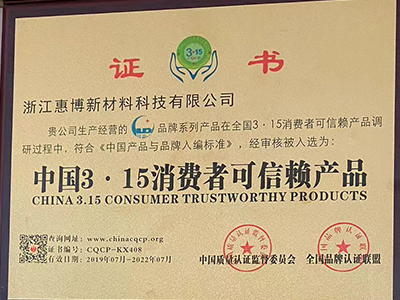 证 书
3·15
CQCP
浙江惠博新材料科技有限公司
贵公司生产经营的 品牌系列产品在全国3·15消费者可信赖产品调
研过程中,符合《中国产品与品牌入编标准》,经审核被入选为:
中国3·15消费者可信赖产品
CHINA 3.15 CONSUMER TRUSTWORTHY PRODUCTS
查询网址:www.chinacqcp.org
证书编号:CQCP-KX408
有效日期:2019年07月-2022年07月
中国质量认证监督委员会 全国品牌认证联盟